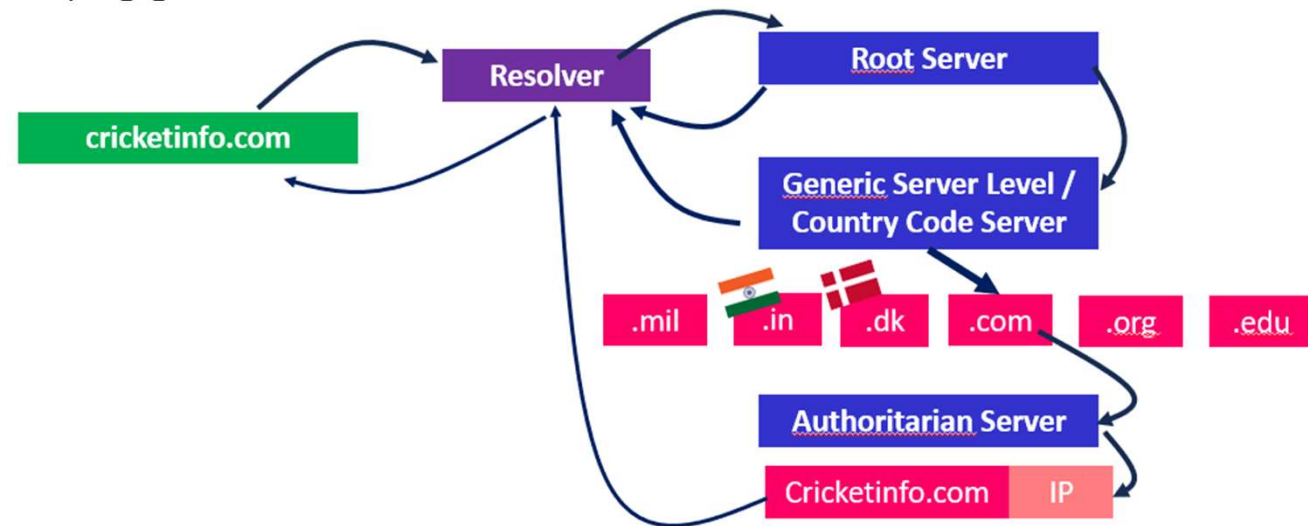 Root Server
Resolver
cricketinfo.com
Generic Server Level /
Country Code Server
.mil
.in
.dk
.com
.org
.edu
Authoritarian Server
Cricketinfo.com
IP